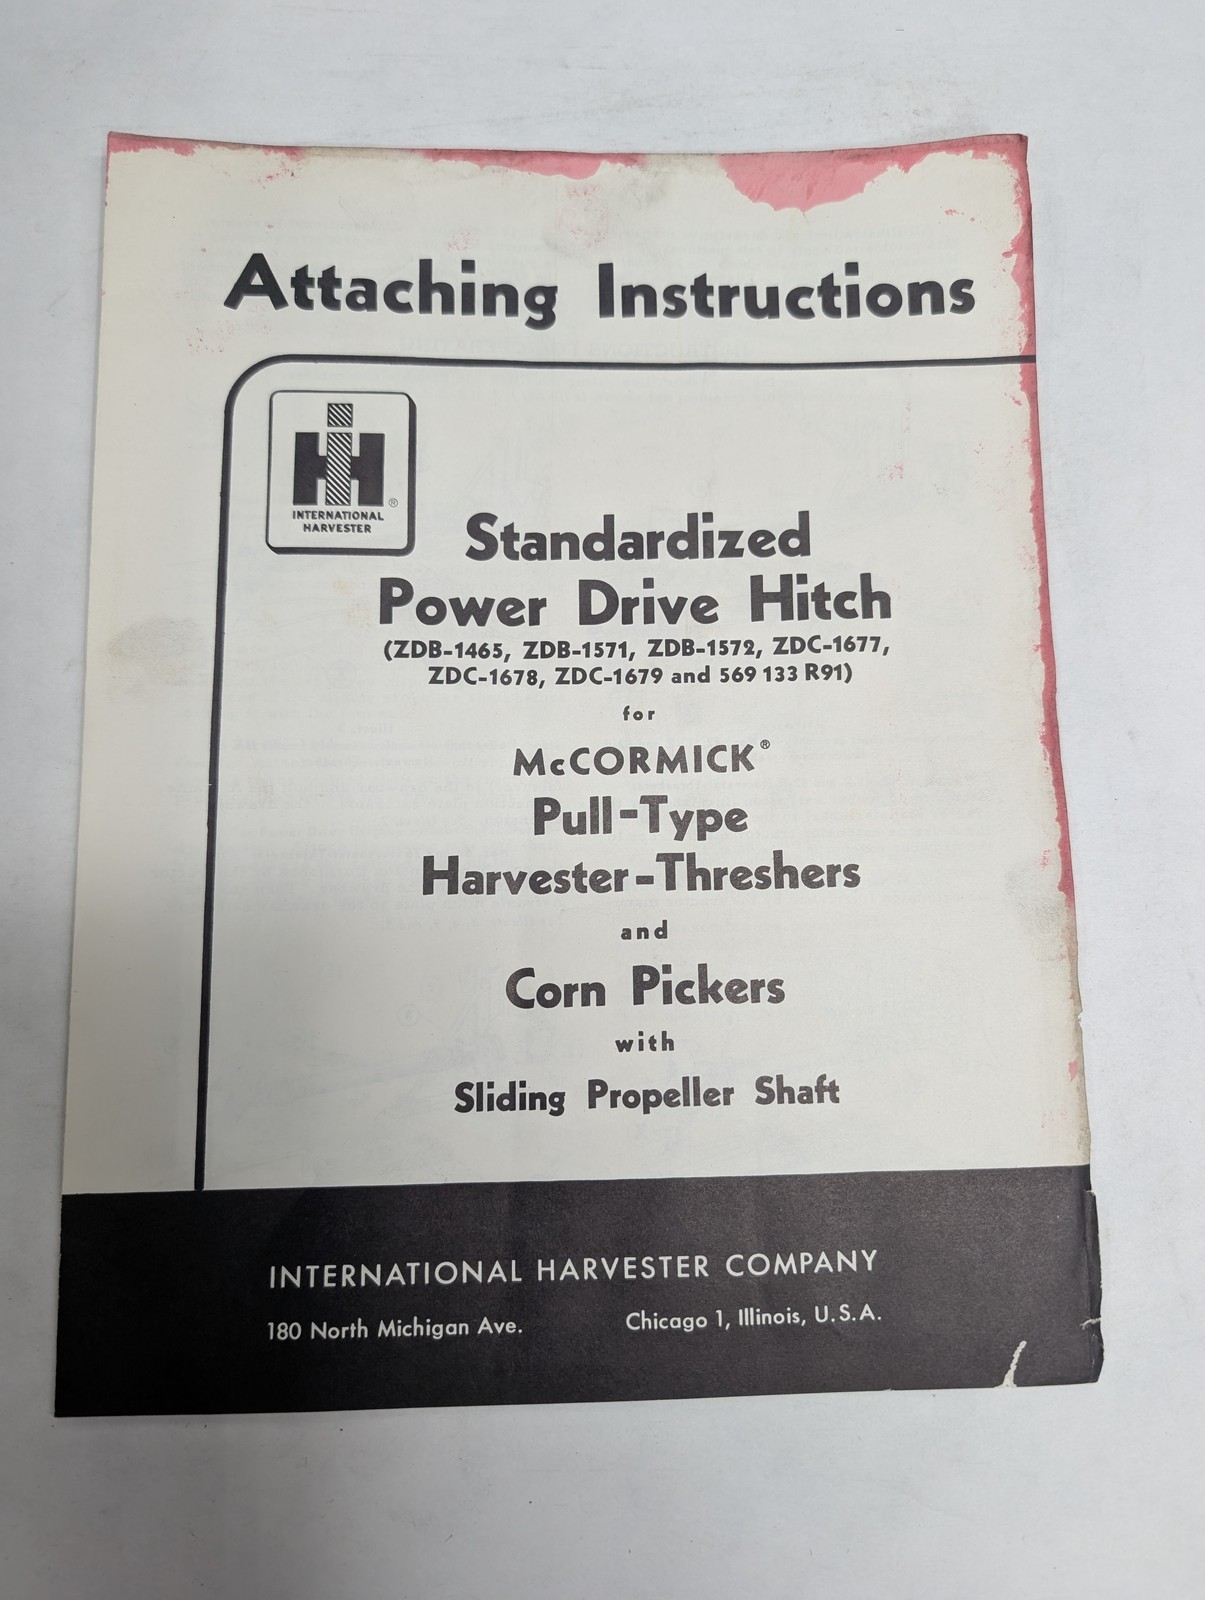 Attaching Instructions
IH ®
INTERNATIONAL
HARVESTER
Standardized
Power Drive Hitch
(ZDB-1465, ZDB-1571, ZDB-1572, ZDC-1677,
ZDC-1678, ZDC-1679 and 569 133 R91)
for
McCORMICK®
Pull-Type
Harvester-Threshers
and
Corn Pickers
with
Sliding Propeller Shaft
INTERNATIONAL HARVESTER COMPANY
180 North Michigan Ave. Chicago 1, Illinois, U.S.A.